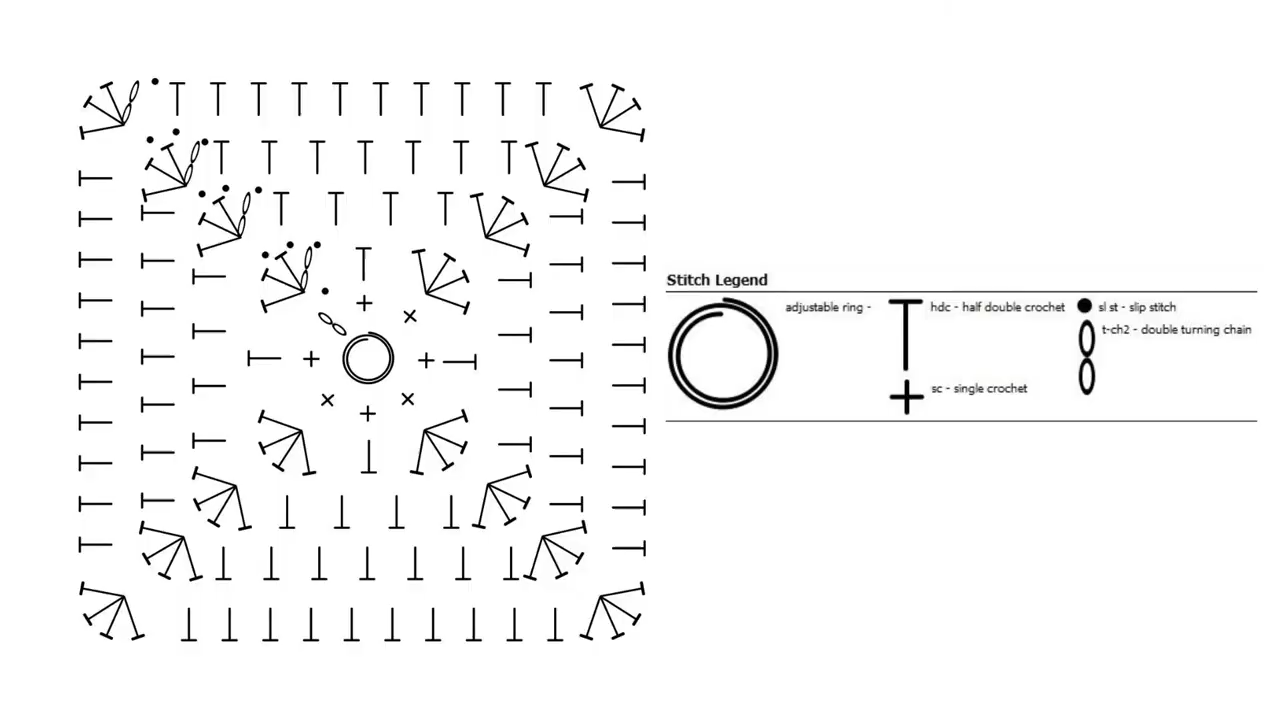 Stitch Legend
adjustable ring -
hdc - half double crochet
sl st - slip stitch
t-ch2 - double turning chain
sc - single crochet